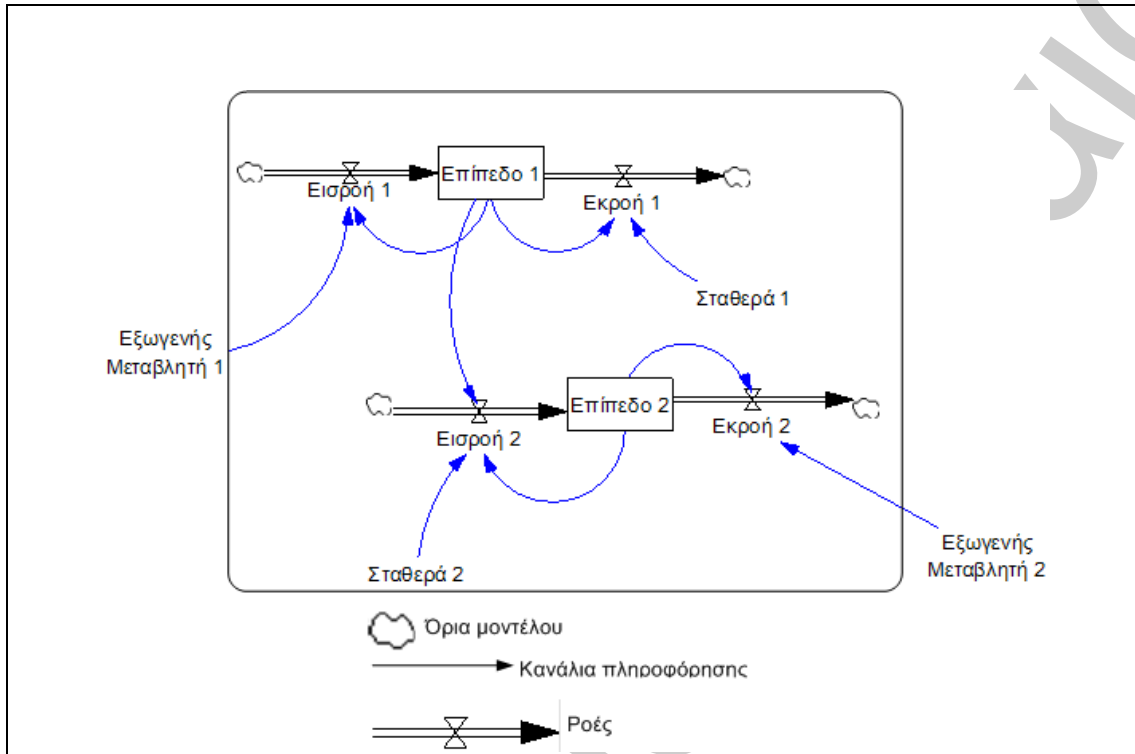 Επίπεδο 1
Εισροή 1
Εκροή 1
Σταθερά 1
Εξωγενής
Μεταβλητή 1
Επίπεδο 2
Εισροή 2
Εκροή 2
Σταθερά 2
Εξωγενής
Μεταβλητή 2
Όρια μοντέλου
Κανάλια πληροφόρησης
Ροές